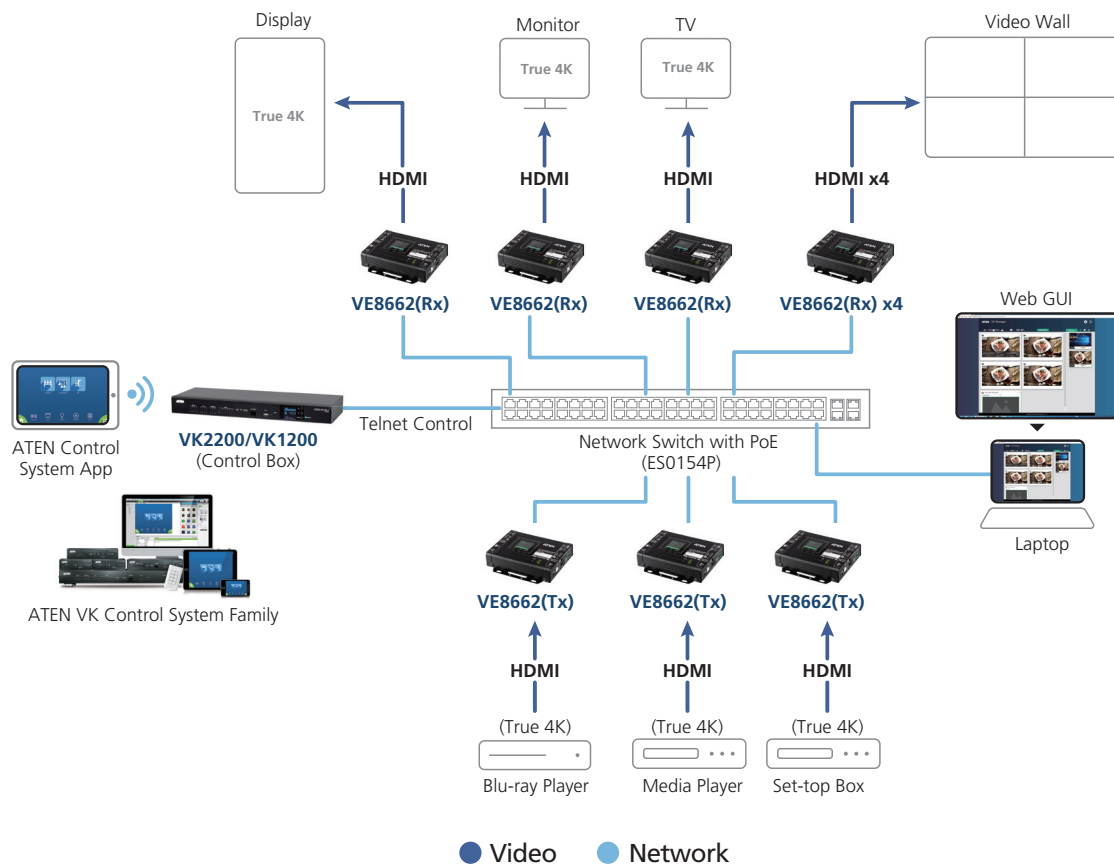 Display
Monitor
TV
Video Wall
True 4K
True 4K
True 4K
HDMI
HDMI
HDMI
HDMI x4
VE8662(Rx)
VE8662(Rx)
VE8662(Rx)
VE8662(Rx) x4
Web GUI
ATEN Control
System App
VK2200/VK1200
(Control Box)
Telnet Control
Network Switch with PoE
(ES0154P)
Laptop
ATEN VK Control System Family
VE8662(Tx)
VE8662(Tx)
VE8662(Tx)
HDMI
HDMI
HDMI
(True 4K)
(True 4K)
(True 4K)
Blu-ray Player
Media Player
Set-top Box
Video
Network